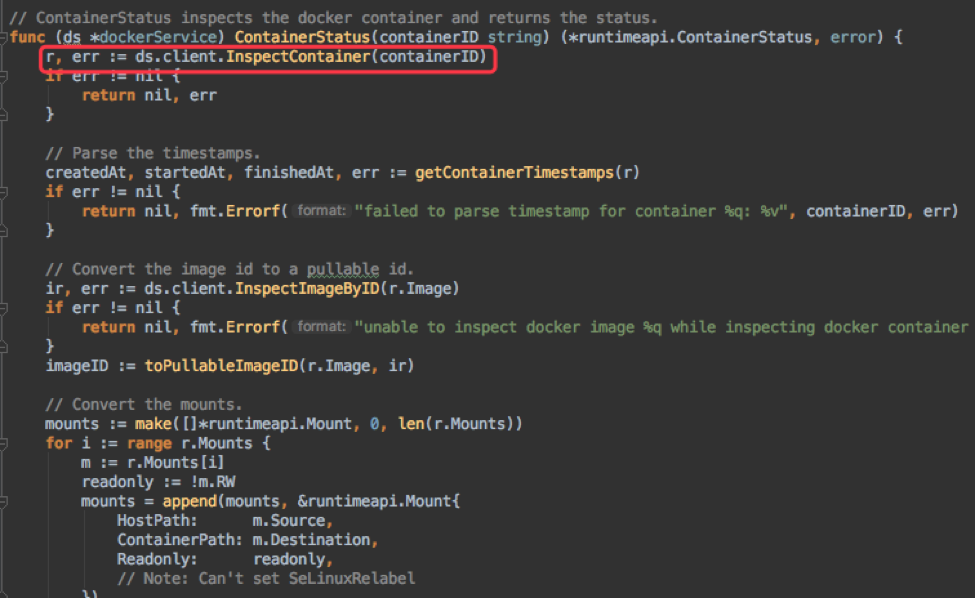 // ContainerStatus inspects the docker container and returns the status.
func (ds *dockerService) ContainerStatus(containerID string) (*runtimeapi.ContainerStatus, error) {
    r, err := ds.client.InspectContainer(containerID)
    if err != nil {
        return nil, err
    }

    // Parse the timestamps.
    createdAt, startedAt, finishedAt, err := getContainerTimestamps(r)
    if err != nil {
        return nil, fmt.Errorf( format: "failed to parse timestamp for container %q: %v", containerID, err)
    }

    // Convert the image id to a pullable id.
    ir, err := ds.client.InspectImageByID(r.Image)
    if err != nil {
        return nil, fmt.Errorf( format: "unable to inspect docker image %q while inspecting docker container
    }
    imageID := toPullableImageID(r.Image, ir)

    // Convert the mounts.
    mounts := make([]*runtimeapi.Mount, 0, len(r.Mounts))
    for i := range r.Mounts {
        m := r.Mounts[i]
        readonly := !m.RW
        mounts = append(mounts, &runtimeapi.Mount{
            HostPath:      m.Source,
            ContainerPath: m.Destination,
            Readonly:      readonly,
            // Note: Can't set SeLinuxRelabel
        })